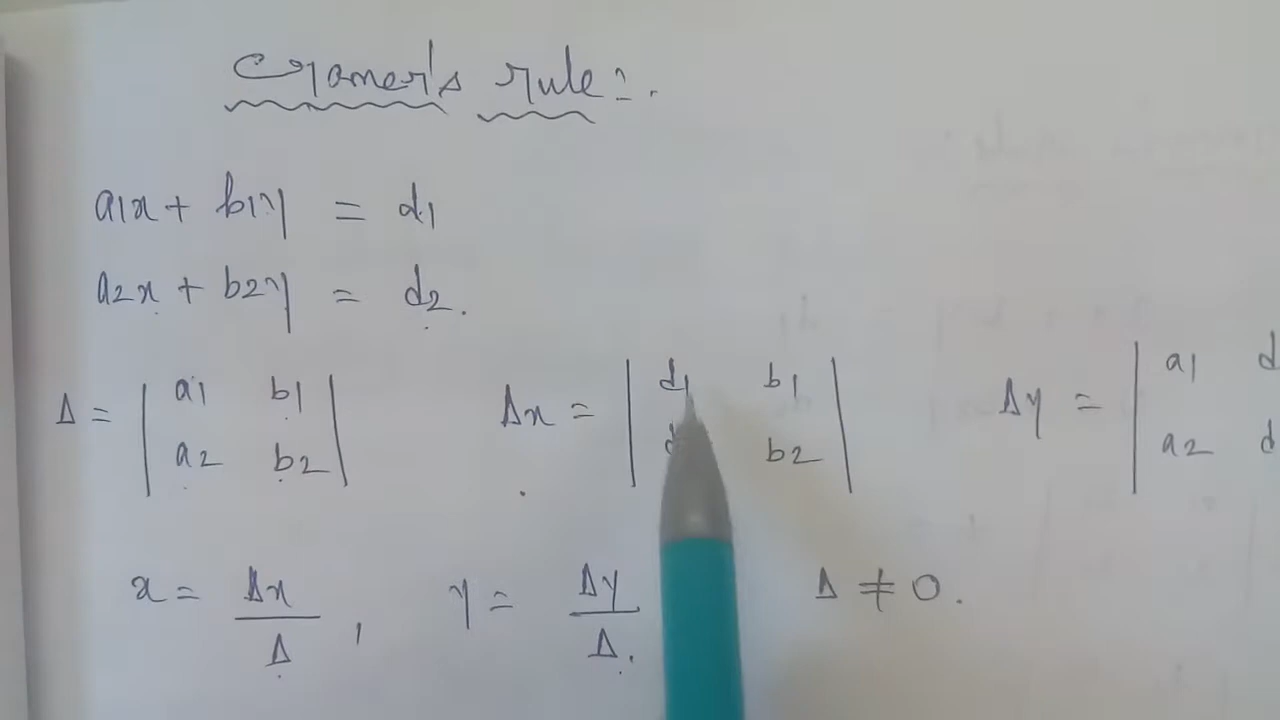 Cramer's rule:.
a1x + b1y = d1
a2x + b2y = d2.
Δ = | a1 b1 | Δx = | d1 b1 | Δy = | a1 d
| a2 b2 | | d b2 | | a2 d
x = Δx/Δ, y = Δy/Δ. Δ ≠ 0.